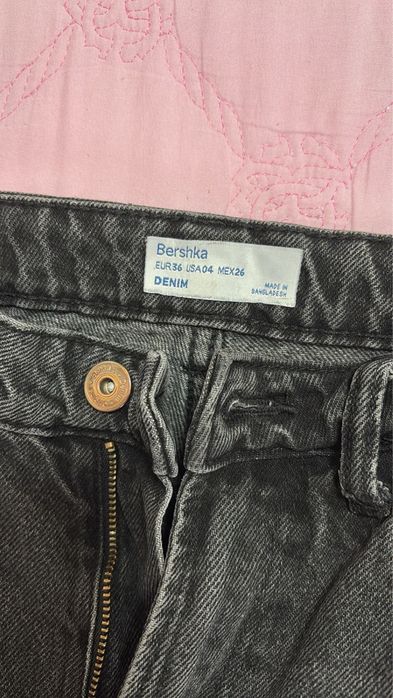 Bershka
EUR36 USA04 MEX26
DENIM
MADE IN
BANGLADESH